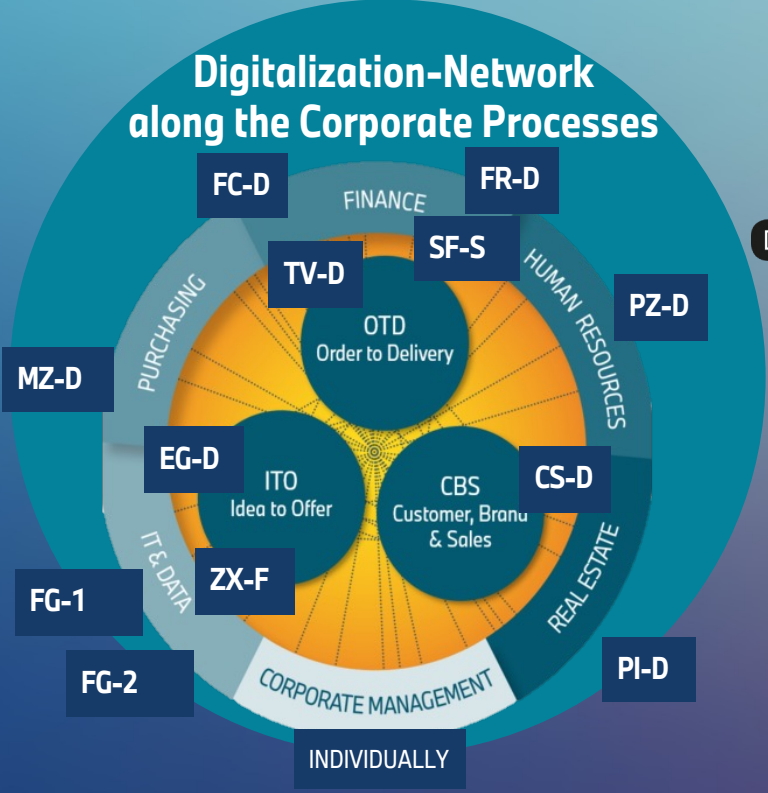 Digitalization-Network
along the Corporate Processes
FC-D
FINANCE
FR-D
SF-S
TV-D
HUMAN RESOURCES
PZ-D
PURCHASING
OTD
Order to Delivery
MZ-D
EG-D
ITO
Idea to Offer
CBS
Customer, Brand
& Sales
CS-D
IT & DATA
ZX-F
REAL ESTATE
FG-1
FG-2
CORPORATE MANAGEMENT
PI-D
INDIVIDUALLY